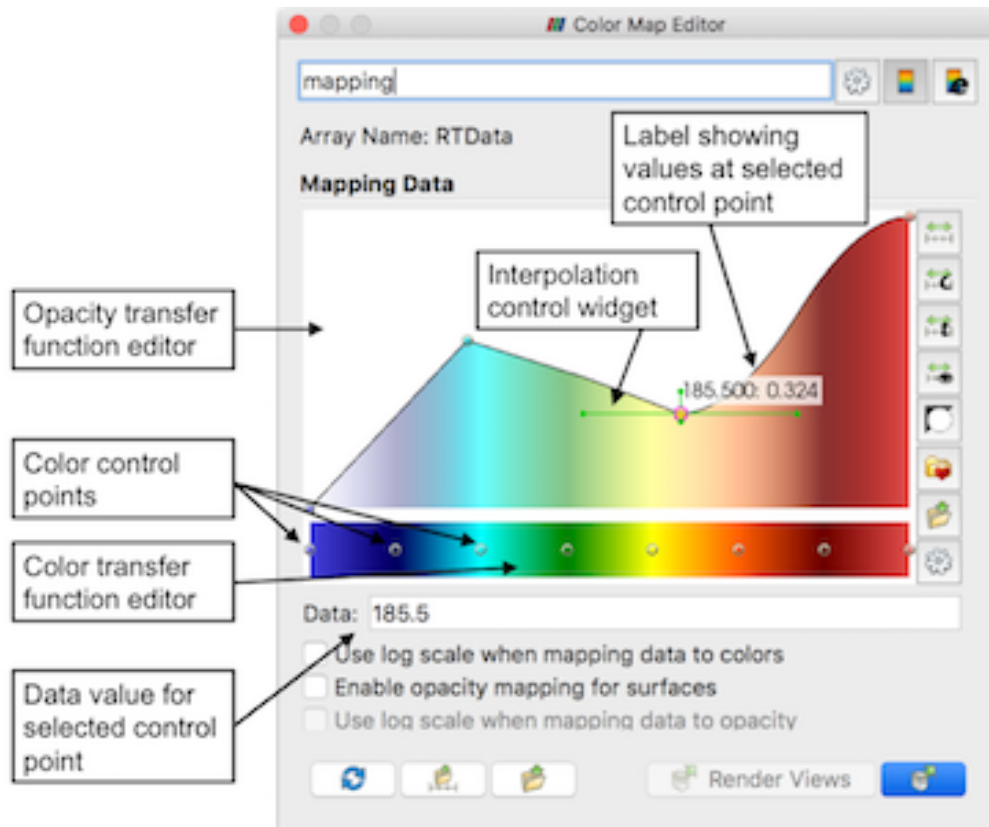 Color Map Editor
mapping
Array Name: RTData
Label showing
values at selected
control point
Mapping Data
Interpolation
control widget
Opacity transfer
function editor
185.500: 0.324
Color control
points
Color transfer
function editor
Data: 185.5
Use log scale when mapping data to colors
Enable opacity mapping for surfaces
Use log scale when mapping data to opacity
Data value for
selected control
point
Render Views